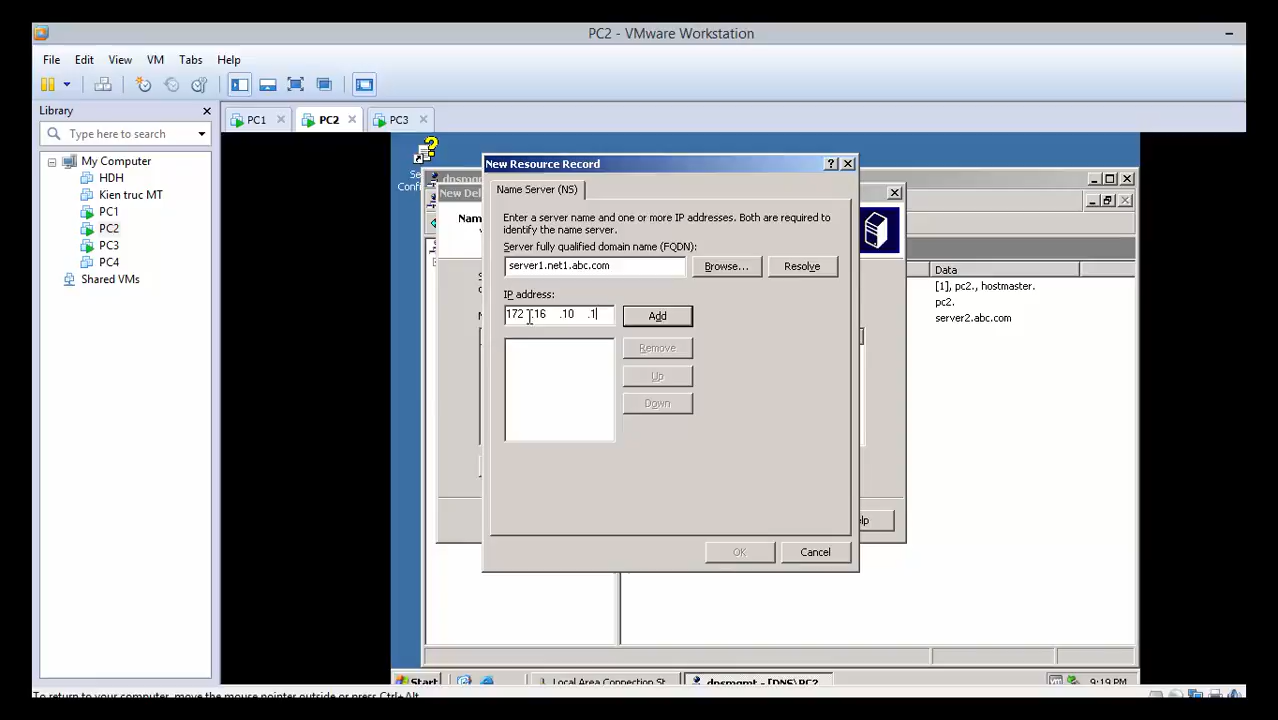 PC2 - VMware Workstation
File Edit View VM Tabs Help
Library
Type here to search
My Computer
HDH
Kien truc MT
PC1
PC2
PC3
PC4
Shared VMs
PC1 PC2 PC3
New Resource Record
Name Server (NS)
Enter a server name and one or more IP addresses. Both are required to
identify the name server.
Server fully qualified domain name (FQDN):
server1.net1.abc.com Browse... Resolve
IP address:
172 .16 .10 .1 Add
Remove
Up
Down
OK Cancel
New Del
Data
[1], pc2., hostmaster.
pc2.
server2.abc.com
Start Local Area Connection St dnsmgmt - [DNS\PC2 9:19 PM
To return to your computer, move the mouse pointer outside or press Ctrl+Alt.